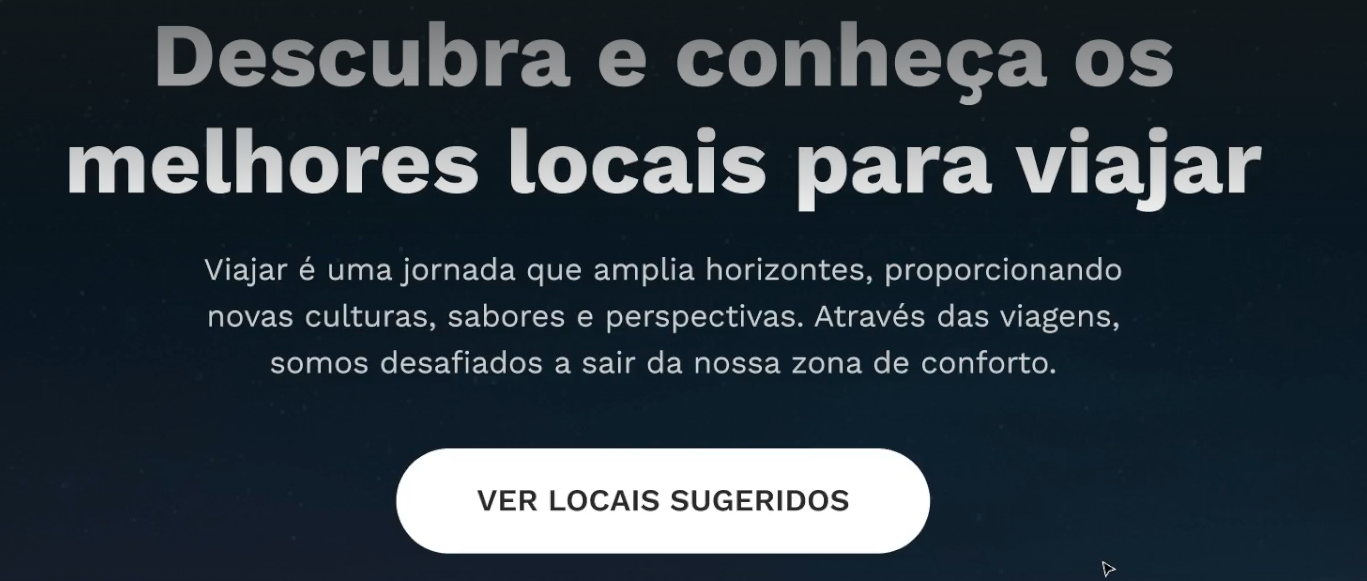 Descubra e conheça os
melhores locais para viajar
Viajar é uma jornada que amplia horizontes, proporcionando
novas culturas, sabores e perspectivas. Através das viagens,
somos desafiados a sair da nossa zona de conforto.
VER LOCAIS SUGERIDOS